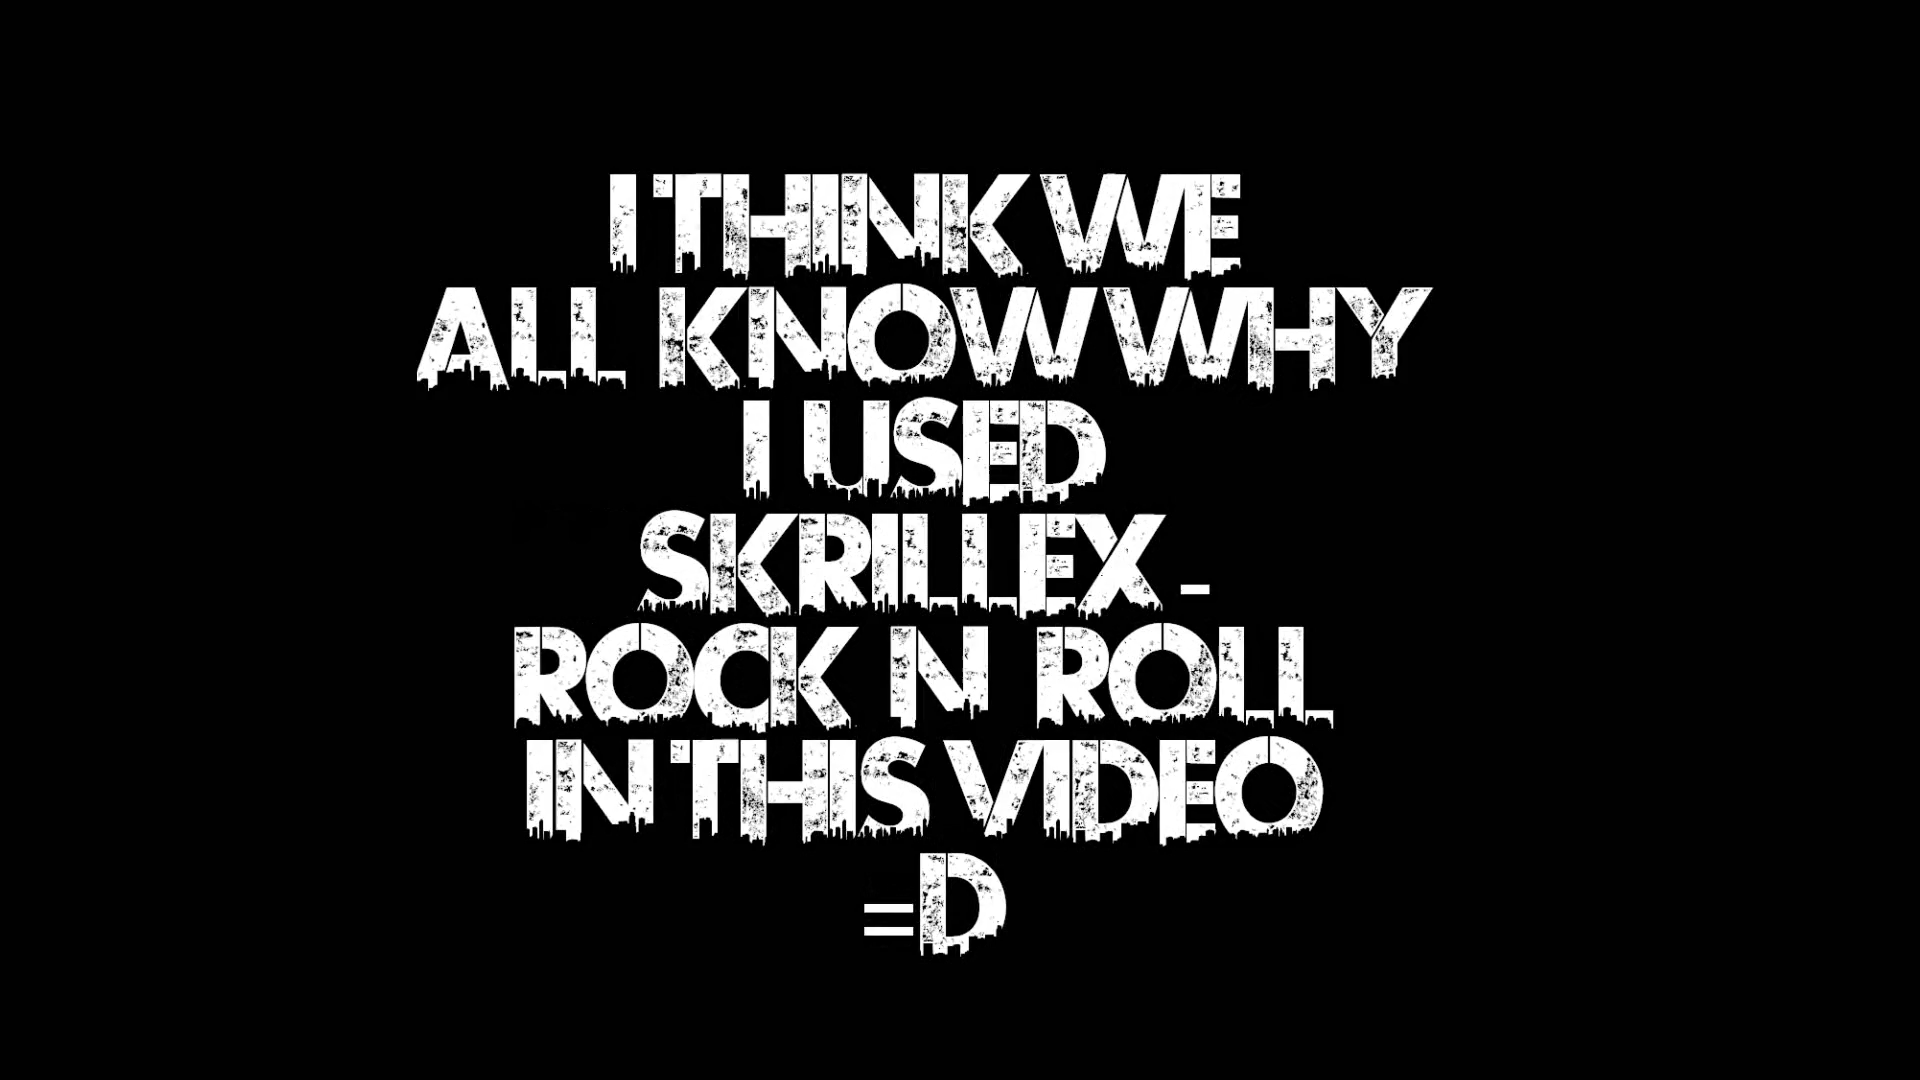 I THINK WE
ALL KNOW WHY
I USED
SKRILLEX -
ROCK N ROLL
IN THIS VIDEO
=D